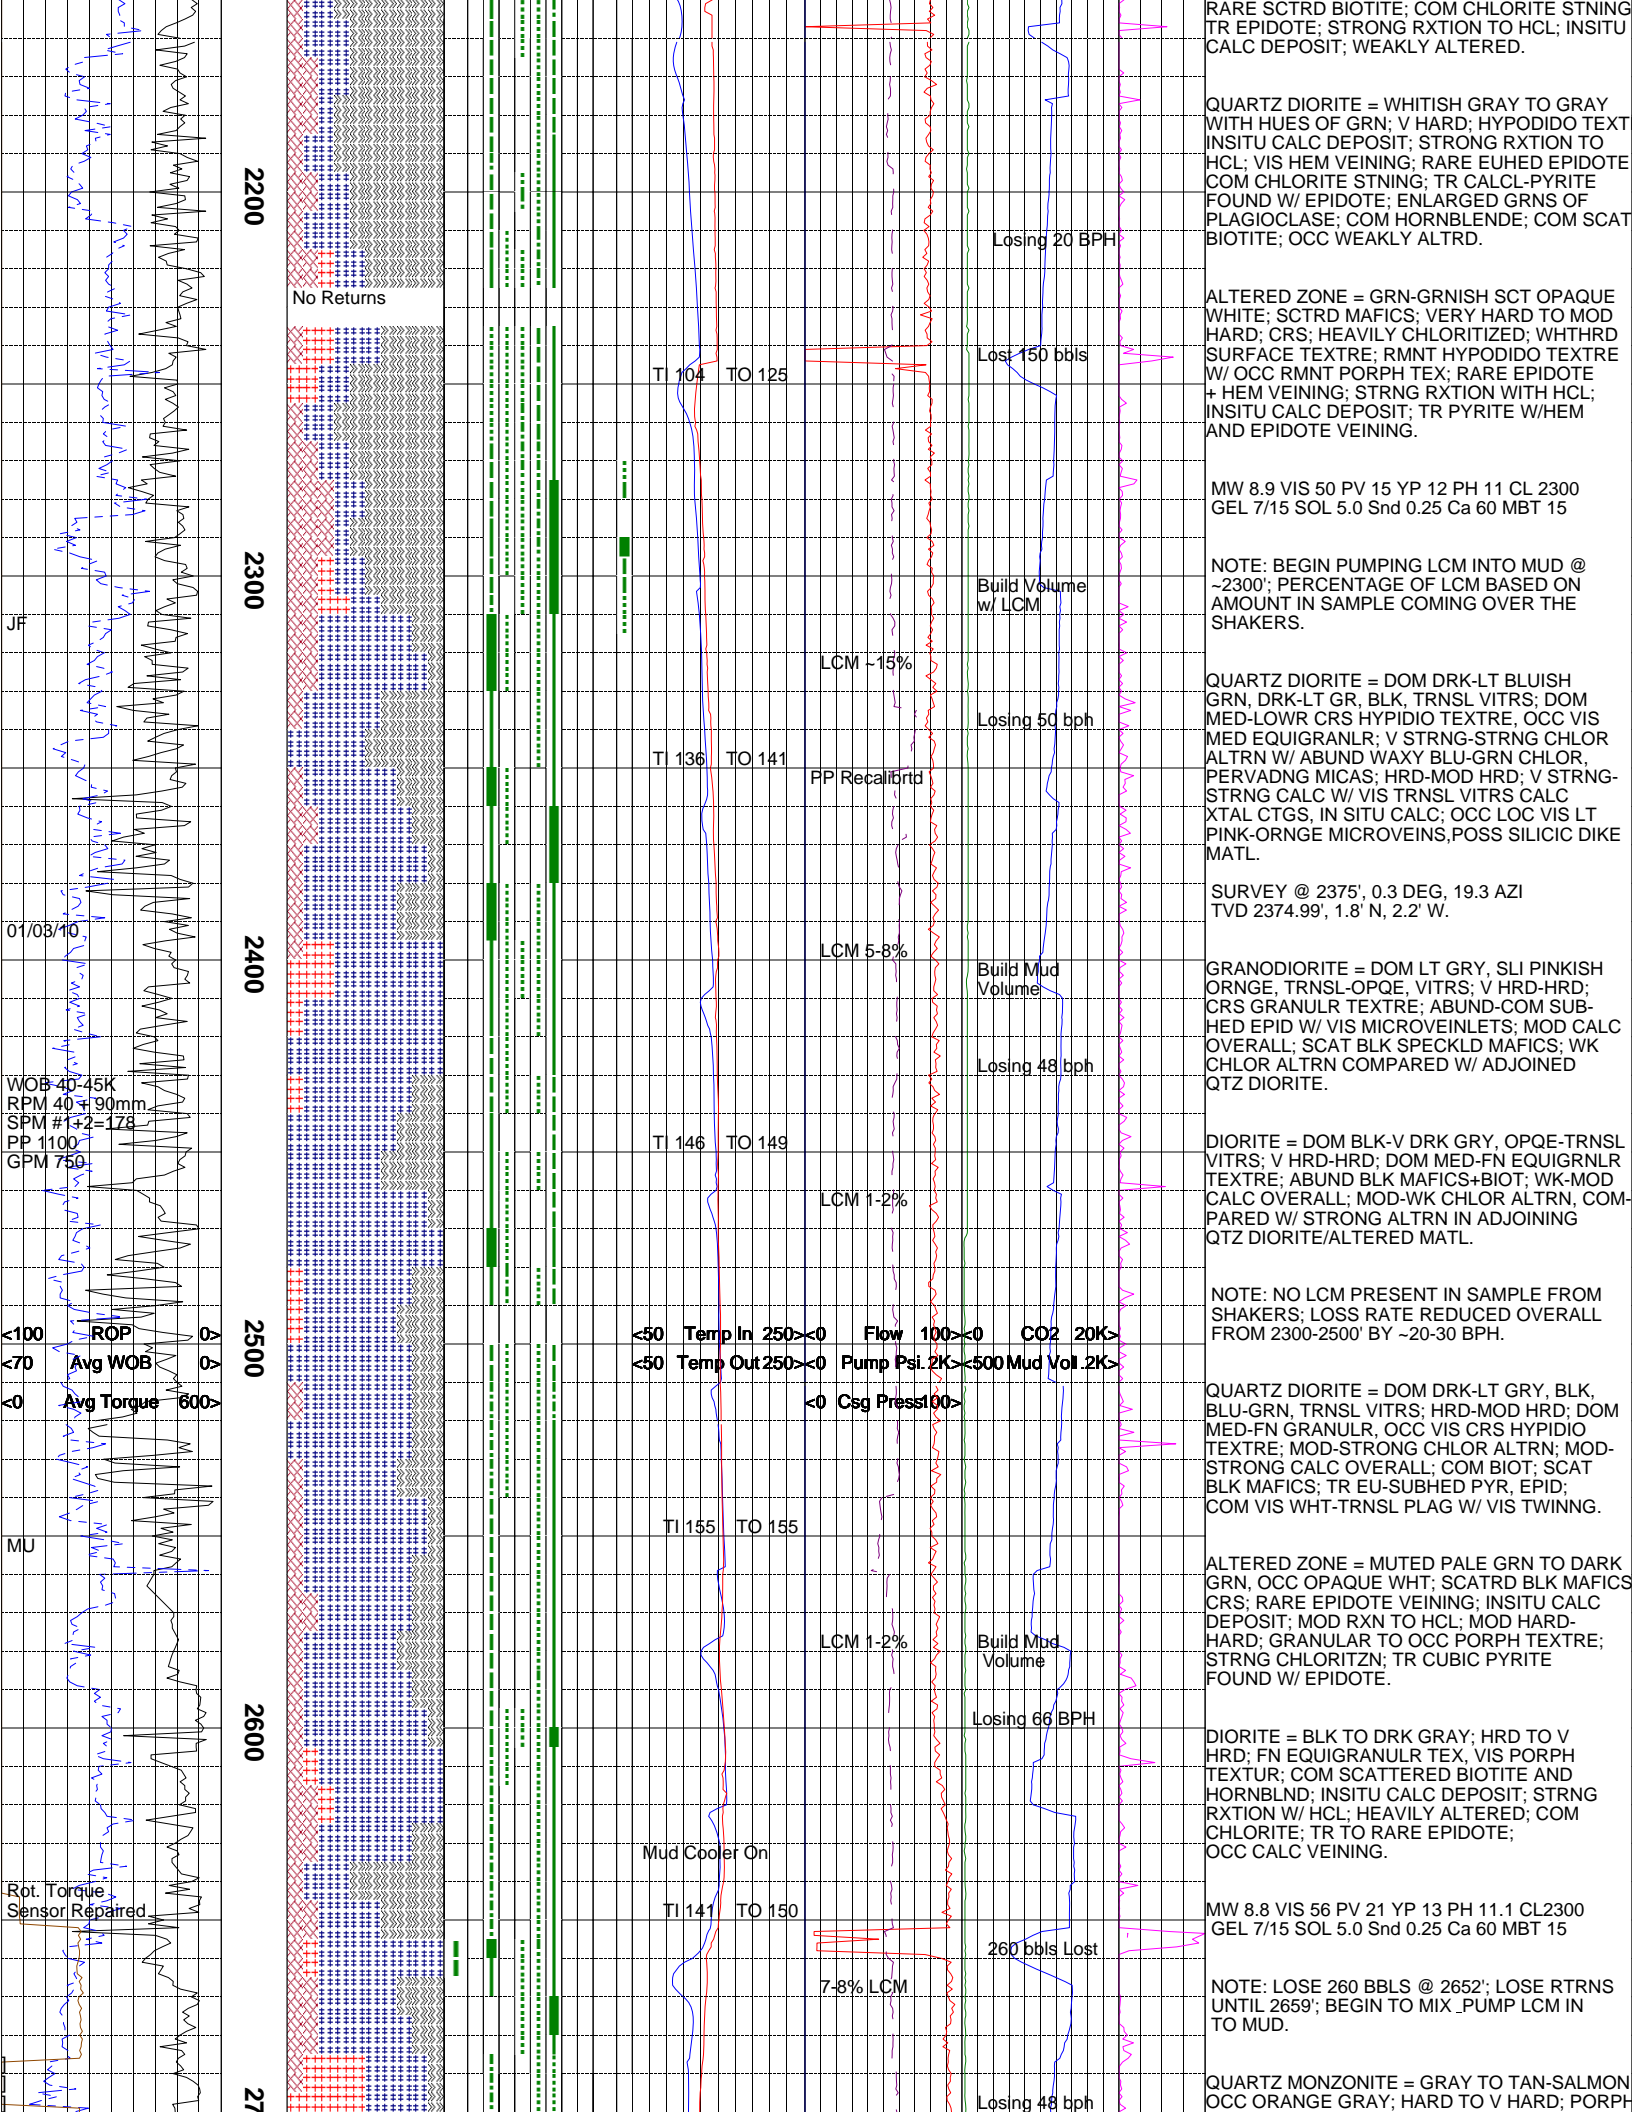 RARE SCTRD BIOTITE; COM CHLORITE STNING
TR EPIDOTE; STRONG RXTION TO HCL; INSITU
CALC DEPOSIT; WEAKLY ALTERED.
QUARTZ DIORITE = WHITISH GRAY TO GRAY
WITH HUES OF GRN; V HARD; HYPODIDO TEXT
INSITU CALC DEPOSIT; STRONG RXTION TO
HCL; VIS HEM VEINING; RARE EUHED EPIDOTE
COM CHLORITE STNING; TR CALCL-PYRITE
FOUND W/ EPIDOTE; ENLARGED GRNS OF
PLAGIOCLASE; COM HORNBLENDE; COM SCAT
BIOTITE; OCC WEAKLY ALTRD.
2200
Losing 20 BPH
No Returns
ALTERED ZONE = GRN-GRNISH SCT OPAQUE
WHITE; SCTRD MAFICS; VERY HARD TO MOD
HARD; CRS; HEAVILY CHLORITIZED; WHTHRD
SURFACE TEXTRE; RMNT HYPODIDO TEXTRE
W/ OCC RMNT PORPH TEX; RARE EPIDOTE
+ HEM VEINING; STRNG RXTION WITH HCL;
INSITU CALC DEPOSIT; TR PYRITE W/HEM
AND EPIDOTE VEINING.
Lost 150 bbls
TI 104 TO 125
MW 8.9 VIS 50 PV 15 YP 12 PH 11 CL 2300
GEL 7/15 SOL 5.0 Snd 0.25 Ca 60 MBT 15
2300
Build Volume
w/ LCM
NOTE: BEGIN PUMPING LCM INTO MUD @
~2300'; PERCENTAGE OF LCM BASED ON
AMOUNT IN SAMPLE COMING OVER THE
SHAKERS.
JF
LCM ~15%
Losing 50 bph
QUARTZ DIORITE = DOM DRK-LT BLUISH
GRN, DRK-LT GR, BLK, TRNSL VITRS; DOM
MED-LOWR CRS HYPIDIO TEXTRE, OCC VIS
MED EQUIGRANLR; V STRNG-STRNG CHLOR
ALTRN W/ ABUND WAXY BLU-GRN CHLOR,
PERVADNG MICAS; HRD-MOD HRD; V STRNG-
STRNG CALC W/ VIS TRNSL VITRS CALC
XTAL CTGS, IN SITU CALC; OCC LOC VIS LT
PINK-ORNGE MICROVEINS,POSS SILICIC DIKE
MATL.
TI 136 TO 141
PP Recalibrtd
SURVEY @ 2375', 0.3 DEG, 19.3 AZI
TVD 2374.99', 1.8' N, 2.2' W.
01/03/10
2400
LCM 5-8%
Build Mud
Volume
GRANODIORITE = DOM LT GRY, SLI PINKISH
ORNGE, TRNSL-OPQE, VITRS; V HRD-HRD;
CRS GRANULR TEXTRE; ABUND-COM SUB-
HED EPID W/ VIS MICROVEINLETS; MOD CALC
OVERALL; SCAT BLK SPECKLD MAFICS; WK
CHLOR ALTRN COMPARED W/ ADJOINED
QTZ DIORITE.
Losing 48 bph
WOB 40-45K
RPM 40 + 90mm
SPM #1+2=178
PP 1100
GPM 750
TI 146 TO 149
LCM 1-2%
DIORITE = DOM BLK-V DRK GRY, OPQE-TRNSL
VITRS; V HRD-HRD; DOM MED-FN EQUIGRNLR
TEXTRE; ABUND BLK MAFICS+BIOT; WK-MOD
CALC OVERALL; MOD-WK CHLOR ALTRN, COM-
PARED W/ STRONG ALTRN IN ADJOINING
QTZ DIORITE/ALTERED MATL.
NOTE: NO LCM PRESENT IN SAMPLE FROM
SHAKERS; LOSS RATE REDUCED OVERALL
FROM 2300-2500' BY ~20-30 BPH.
2500
<100 ROP 0>
<70 Avg WOB 0>
<0 Avg Torque 600>
<50 Temp In 250><0 Flow 100><0 CO2 20K>
<50 Temp Out 250><0 Pump Psi. 2K><500 Mud Vol1.2K>
<0 Csg Press100>
QUARTZ DIORITE = DOM DRK-LT GRY, BLK,
BLU-GRN, TRNSL VITRS; HRD-MOD HRD; DOM
MED-FN GRANULR, OCC VIS CRS HYPIDIO
TEXTRE; MOD-STRONG CHLOR ALTRN; MOD-
STRONG CALC OVERALL; COM BIOT; SCAT
BLK MAFICS; TR EU-SUBHED PYR, EPID;
COM VIS WHT-TRNSL PLAG W/ VIS TWINNG.
TI 155 TO 155
MU
ALTERED ZONE = MUTED PALE GRN TO DARK
GRN, OCC OPAQUE WHT; SCATRD BLK MAFICS
CRS; RARE EPIDOTE VEINING; INSITU CALC
DEPOSIT; MOD RXN TO HCL; MOD HARD-
HARD; GRANULAR TO OCC PORPH TEXTRE;
STRNG CHLORITZN; TR CUBIC PYRITE
FOUND W/ EPIDOTE.
LCM 1-2%
Build Mud
Volume
2600
Losing 66 BPH
DIORITE = BLK TO DRK GRAY; HRD TO V
HRD; FN EQUIGRANULR TEX, VIS PORPH
TEXTUR; COM SCATTERED BIOTITE AND
HORNBLND; INSITU CALC DEPOSIT; STRNG
RXTION W/ HCL; HEAVILY ALTERED; COM
CHLORITE; TR TO RARE EPIDOTE;
OCC CALC VEINING.
Mud Cooler On
Rot. Torque
Sensor Repaired
TI 141 TO 150
MW 8.8 VIS 56 PV 21 YP 13 PH 11.1 CL2300
GEL 7/15 SOL 5.0 Snd 0.25 Ca 60 MBT 15
260 bbls Lost
7-8% LCM
NOTE: LOSE 260 BBLS @ 2652'; LOSE RTRNS
UNTIL 2659'; BEGIN TO MIX _PUMP LCM IN
TO MUD.
27
Losing 48 bph
QUARTZ MONZONITE = GRAY TO TAN-SALMON
OCC ORANGE GRAY; HARD TO V HARD; PORPH